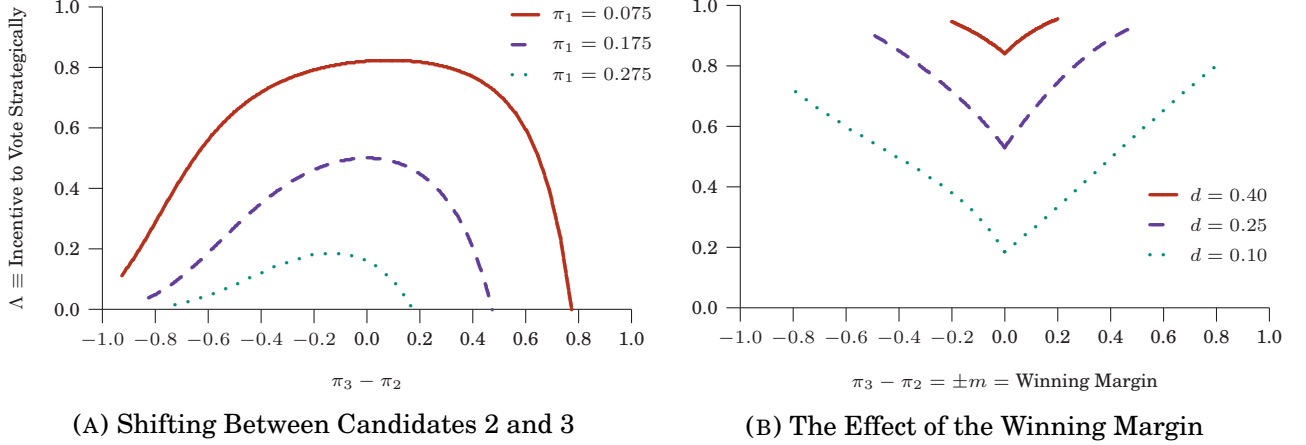 1.0
0.8
0.6
0.4
0.2
0.0
Λ ≡ Incentive to Vote Strategically
π₁ = 0.075
π₁ = 0.175
π₁ = 0.275
−1.0 −0.8 −0.6 −0.4 −0.2 0.0 0.2 0.4 0.6 0.8 1.0
π₃ − π₂
(A) Shifting Between Candidates 2 and 3
1.0
0.8
0.6
0.4
0.2
0.0
d = 0.40
d = 0.25
d = 0.10
−1.0 −0.8 −0.6 −0.4 −0.2 0.0 0.2 0.4 0.6 0.8 1.0
π₃ − π₂ = ±m = Winning Margin
(B) The Effect of the Winning Margin